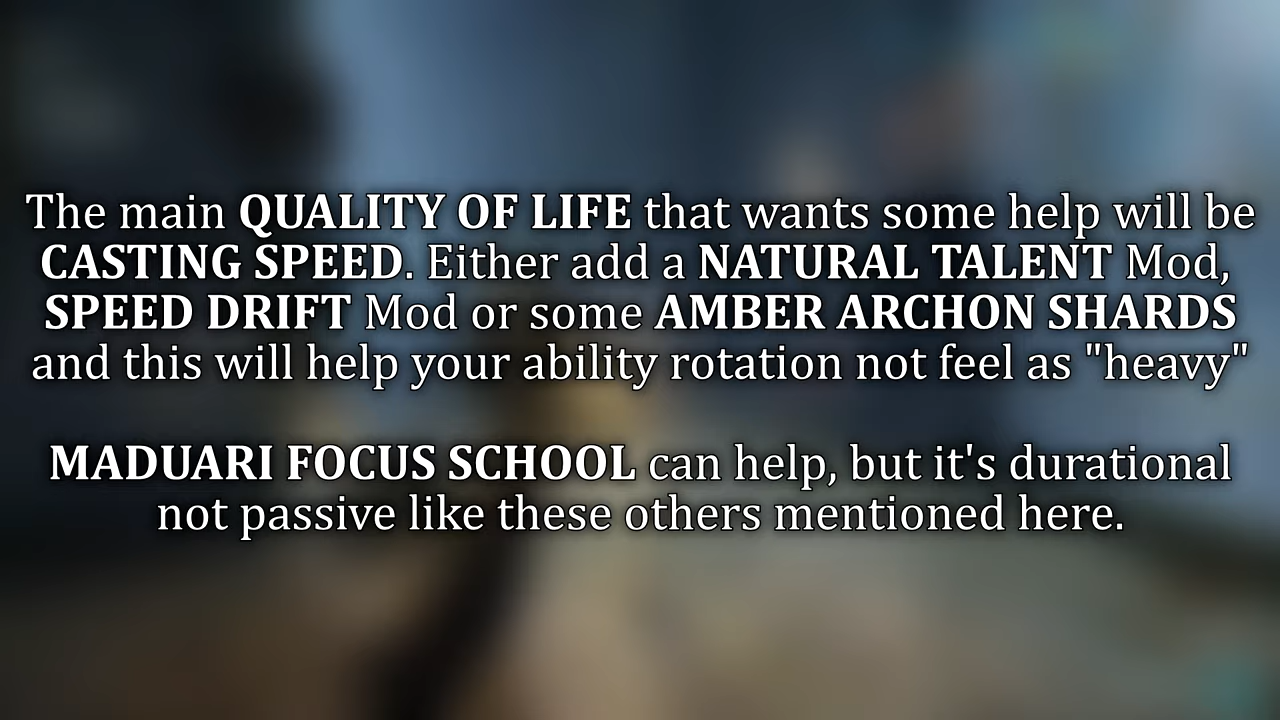 The main QUALITY OF LIFE that wants some help will be
CASTING SPEED. Either add a NATURAL TALENT Mod,
SPEED DRIFT Mod or some AMBER ARCHON SHARDS
and this will help your ability rotation not feel as "heavy"
MADUARI FOCUS SCHOOL can help, but it's durational
not passive like these others mentioned here.